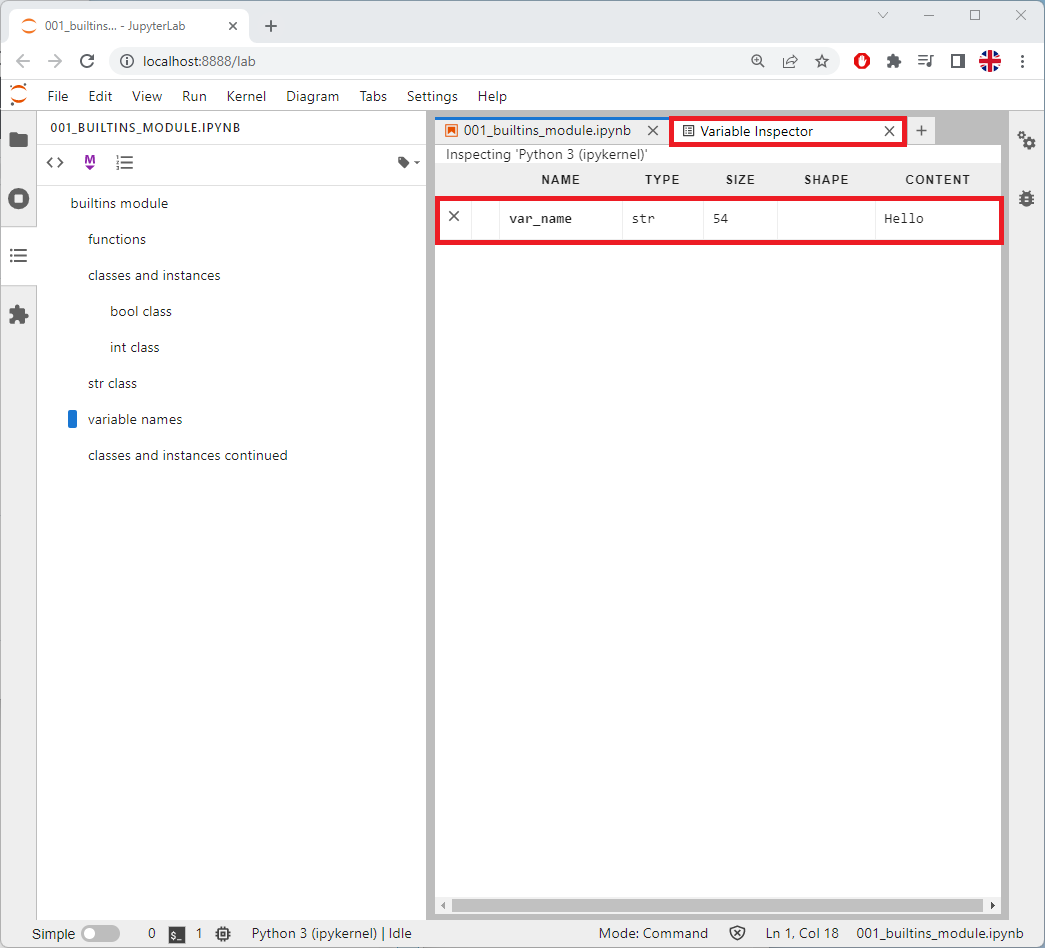 001_builtins... - JupyterLab
localhost:8888/lab
File Edit View Run Kernel Diagram Tabs Settings Help
001_BUILTINS_MODULE.IPYNB
M
builtins module
functions
classes and instances
bool class
int class
str class
variable names
classes and instances continued
001_builtins_module.ipynb Variable Inspector
Inspecting 'Python 3 (ipykernel)'
NAME TYPE SIZE SHAPE CONTENT
var_name str 54 Hello
Simple 0 $_ 1 Python 3 (ipykernel) | Idle Mode: Command Ln 1, Col 18 001_builtins_module.ipynb